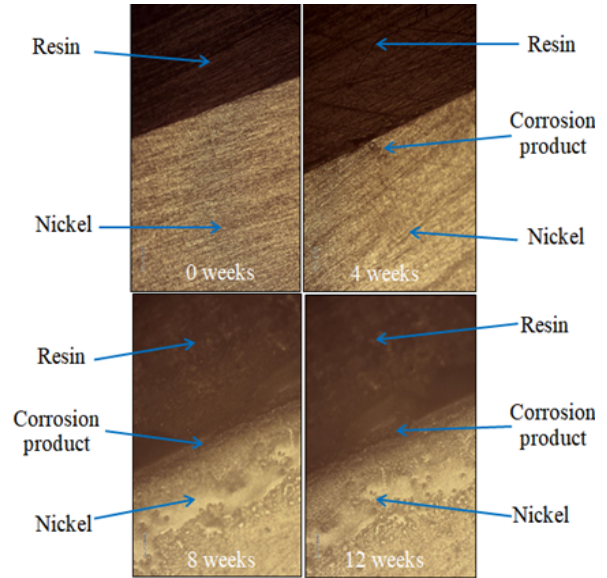 Resin
Resin
Corrosion
product
Nickel
Nickel
0 weeks
4 weeks
Resin
Resin
Corrosion
product
Corrosion
product
Nickel
Nickel
8 weeks
12 weeks